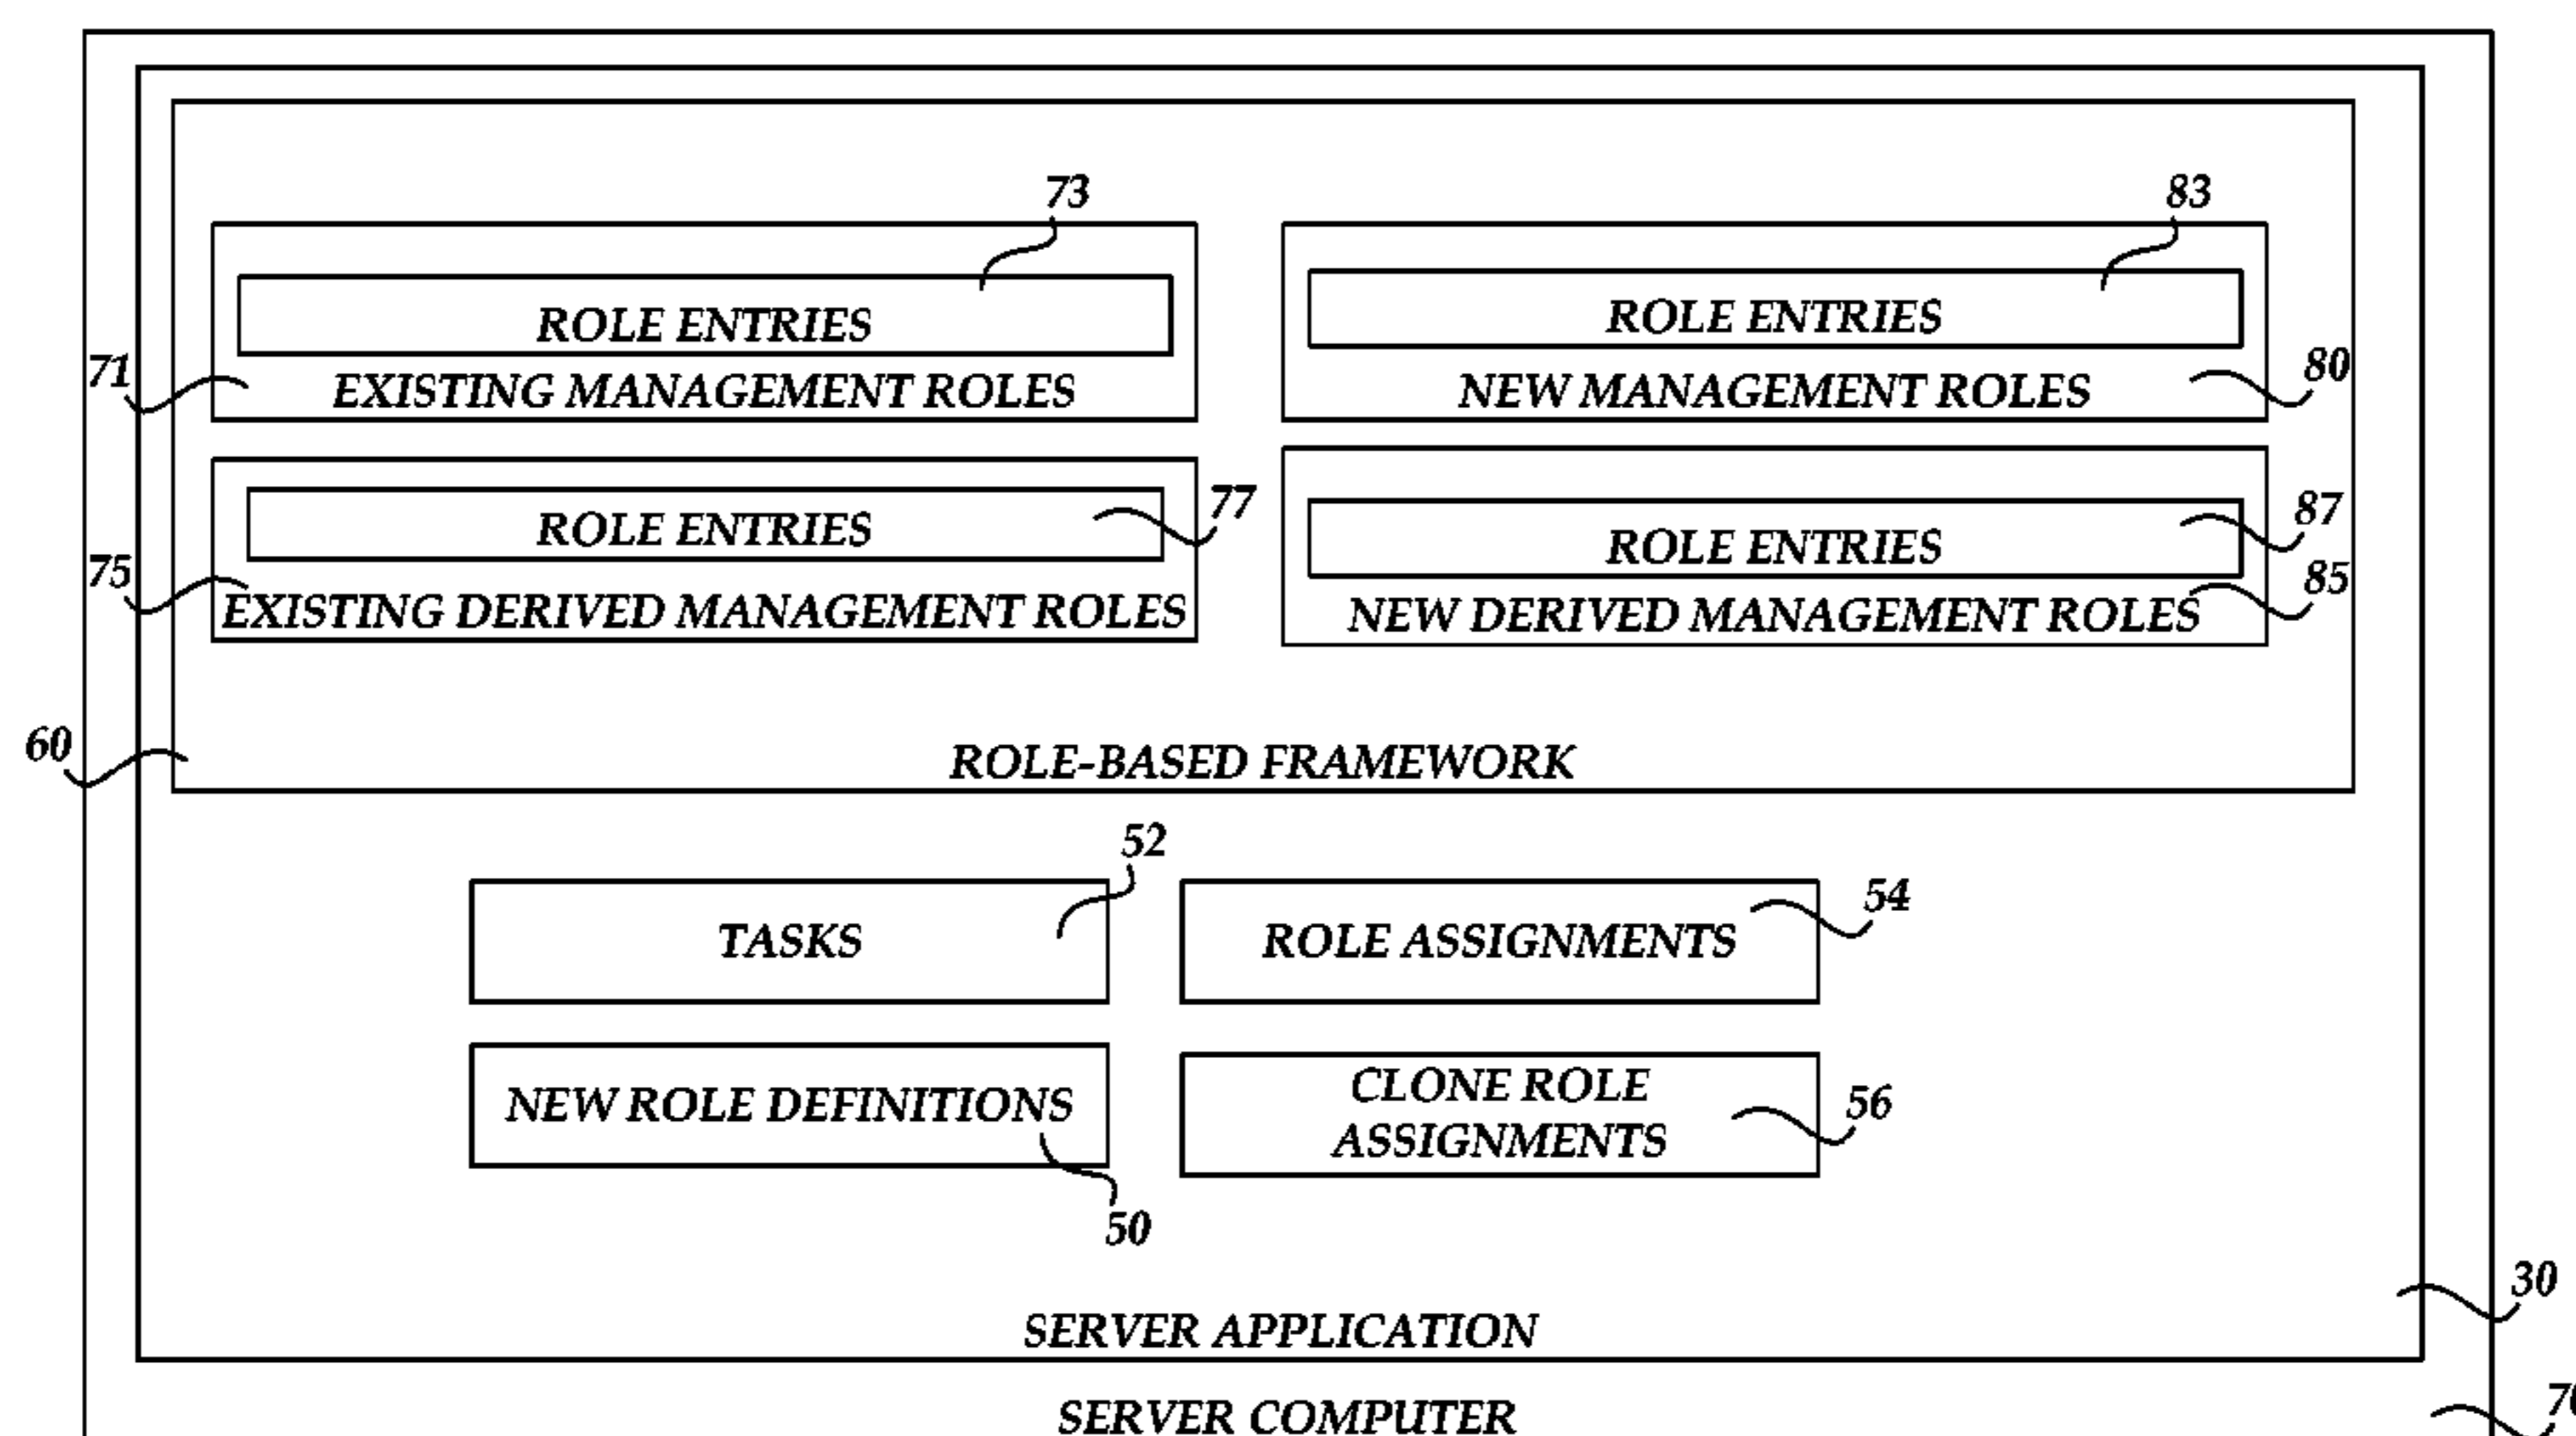 73
83
ROLE ENTRIES
ROLE ENTRIES
71
EXISTING MANAGEMENT ROLES
NEW MANAGEMENT ROLES
80
ROLE ENTRIES
77
ROLE ENTRIES
87
75
EXISTING DERIVED MANAGEMENT ROLES
NEW DERIVED MANAGEMENT ROLES
85
60
ROLE-BASED FRAMEWORK
52
TASKS
ROLE ASSIGNMENTS
54
NEW ROLE DEFINITIONS
50
CLONE ROLE
ASSIGNMENTS
56
30
SERVER APPLICATION
SERVER COMPUTER
70